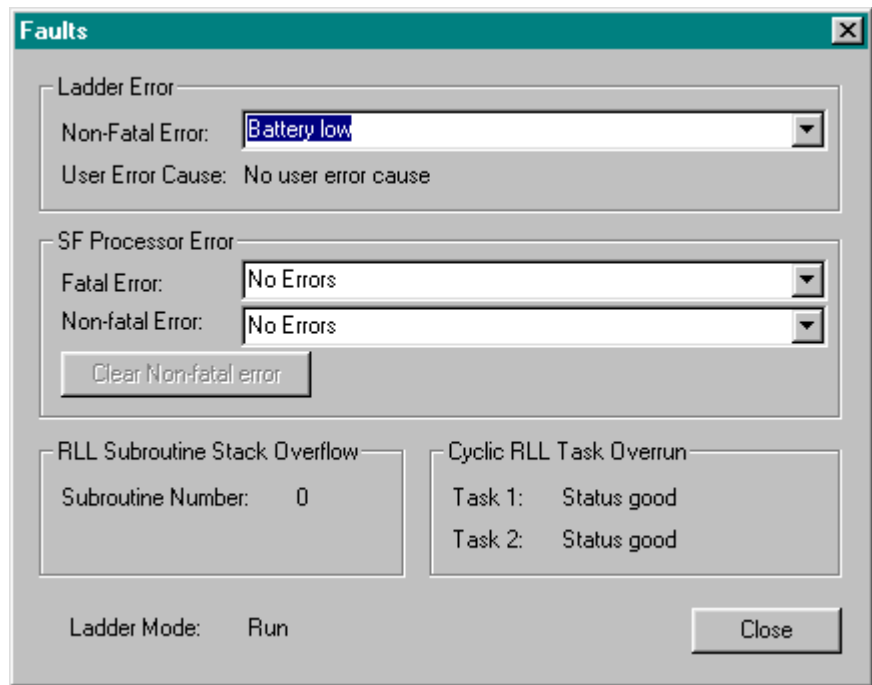 Faults
Ladder Error
Non-Fatal Error: Battery low
User Error Cause: No user error cause
SF Processor Error
Fatal Error: No Errors
Non-fatal Error: No Errors
Clear Non-fatal error
RLL Subroutine Stack Overflow
Subroutine Number: 0
Cyclic RLL Task Overrun
Task 1: Status good
Task 2: Status good
Ladder Mode: Run
Close